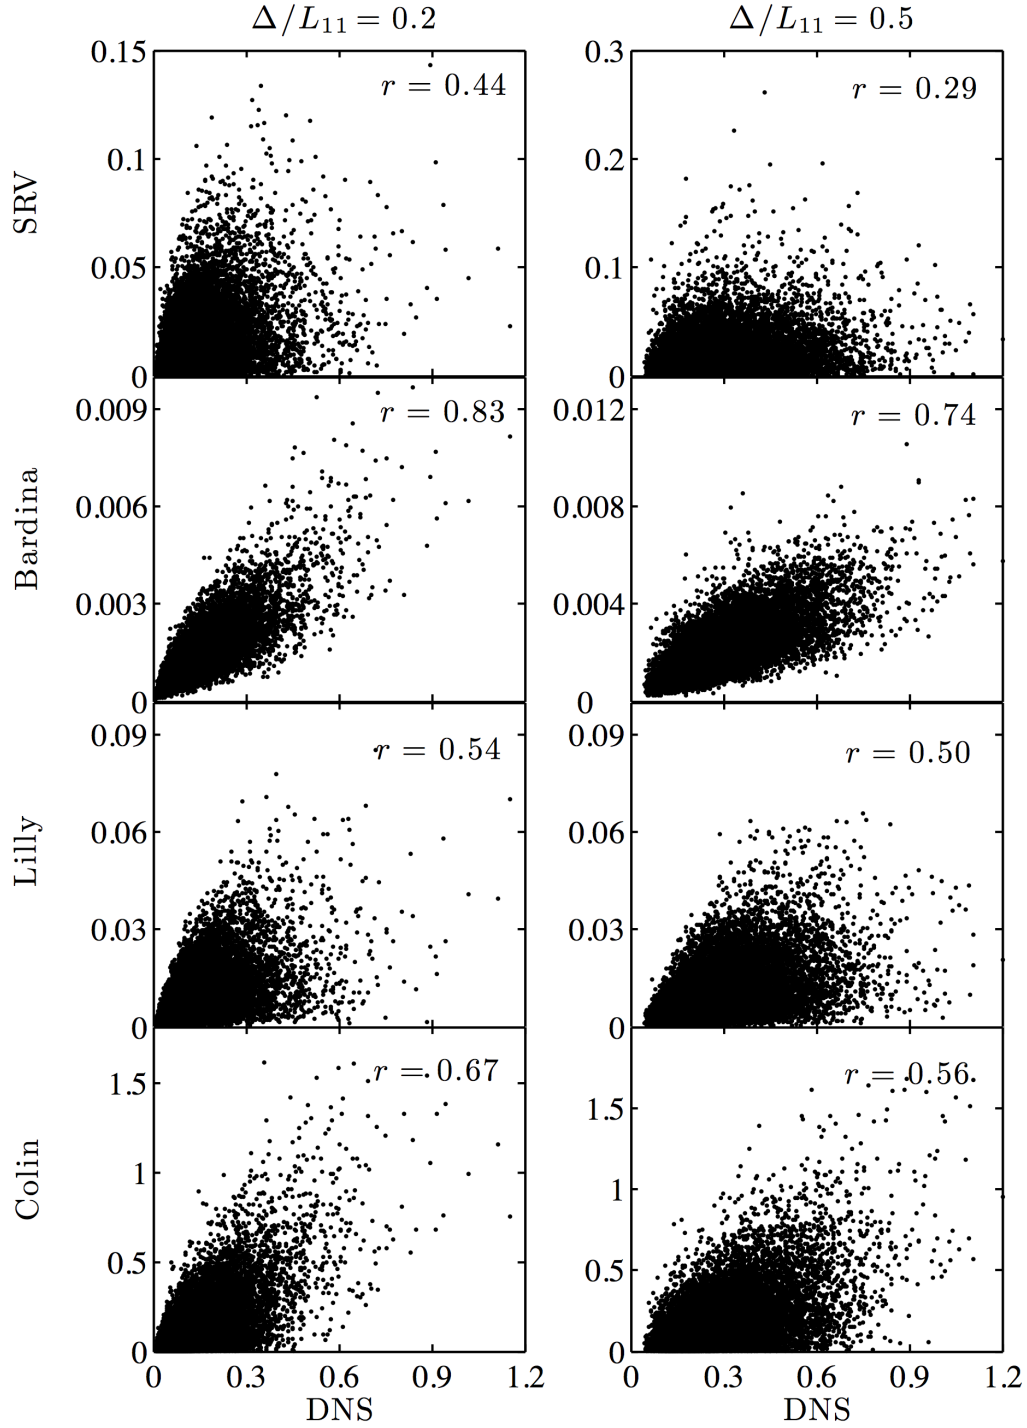 Δ/L₁₁ = 0.2
Δ/L₁₁ = 0.5
SRV
0.15
0.1
0.05
0
r = 0.44
0.3
0.2
0.1
0
r = 0.29
Bardina
0.009
0.006
0.003
0
r = 0.83
0.012
0.008
0.004
0
r = 0.74
Lilly
0.09
0.06
0.03
0
r = 0.54
0.09
0.06
0.03
0
r = 0.50
Colin
1.5
1
0.5
0
r = 0.67
1.5
1
0.5
0
r = 0.56
0 0.3 0.6 0.9 1.2
DNS
0 0.3 0.6 0.9 1.2
DNS